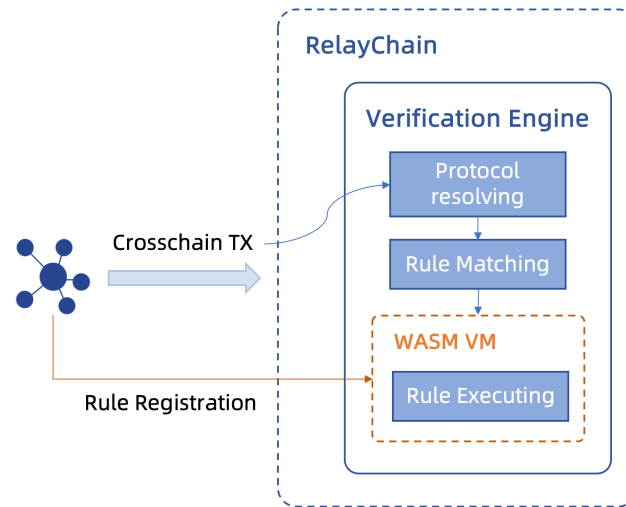 RelayChain
Verification Engine
Protocol
resolving
Crosschain TX
Rule Matching
WASM VM
Rule Executing
Rule Registration